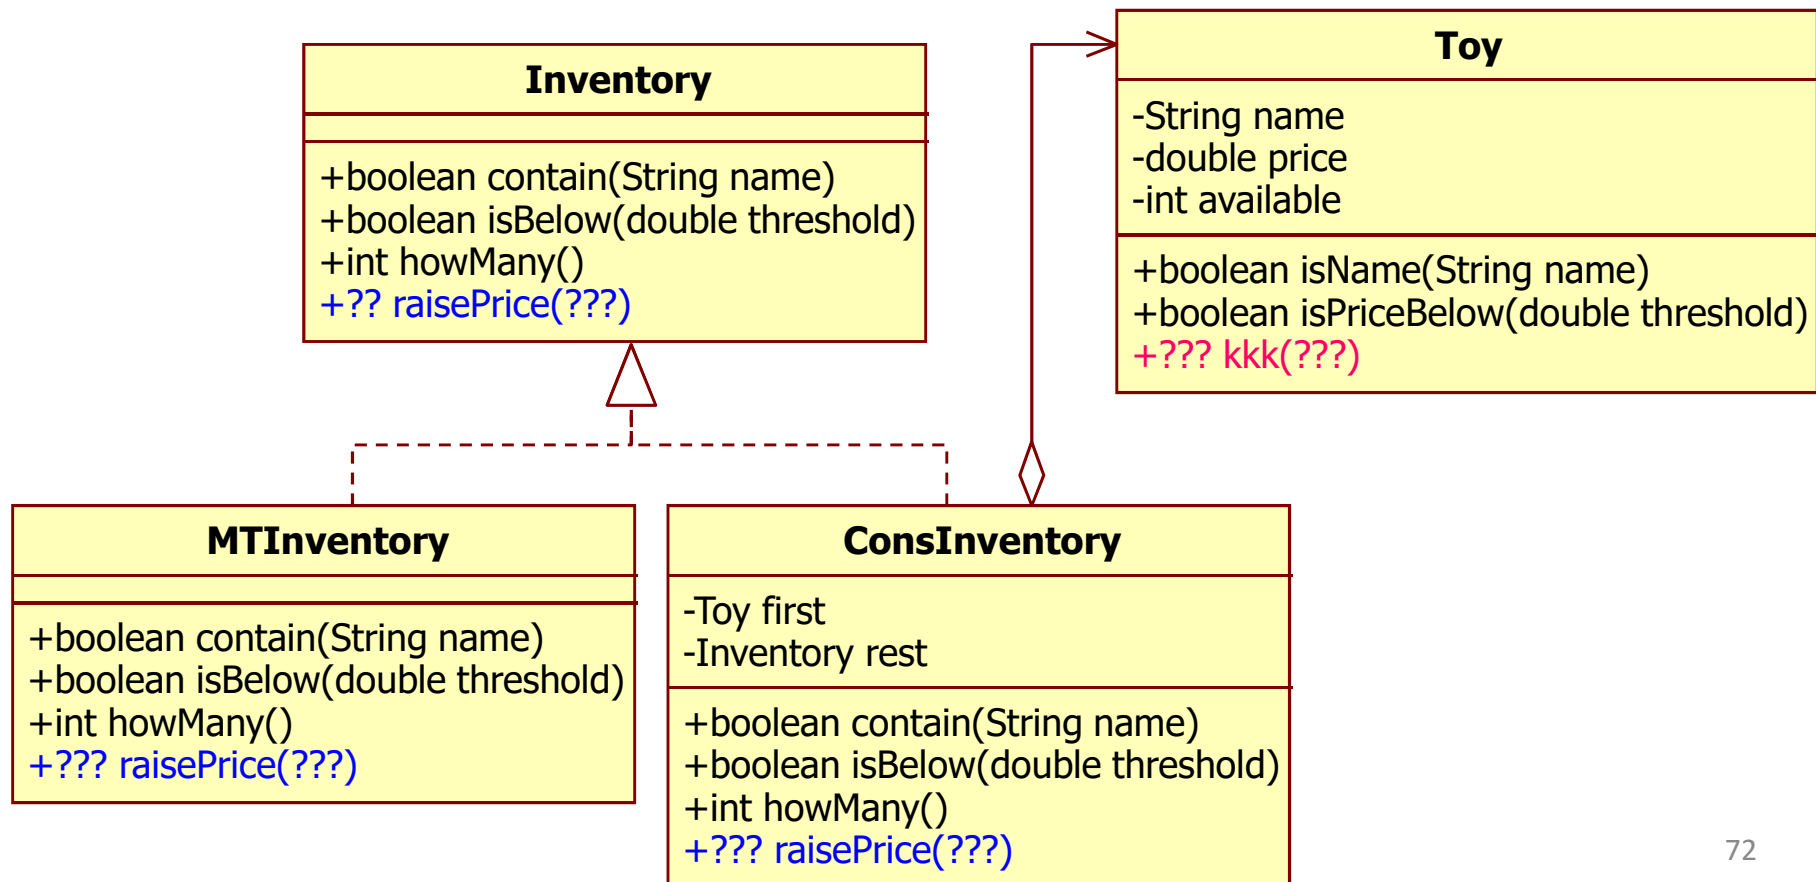 Inventory
+boolean contain(String name)
+boolean isBelow(double threshold)
+int howMany()
+?? raisePrice(???)
Toy
-String name
-double price
-int available
+boolean isName(String name)
+boolean isPriceBelow(double threshold)
+??? kkk(???)
MTInventory
+boolean contain(String name)
+boolean isBelow(double threshold)
+int howMany()
+??? raisePrice(???)
ConsInventory
-Toy first
-Inventory rest
+boolean contain(String name)
+boolean isBelow(double threshold)
+int howMany()
+??? raisePrice(???)
72